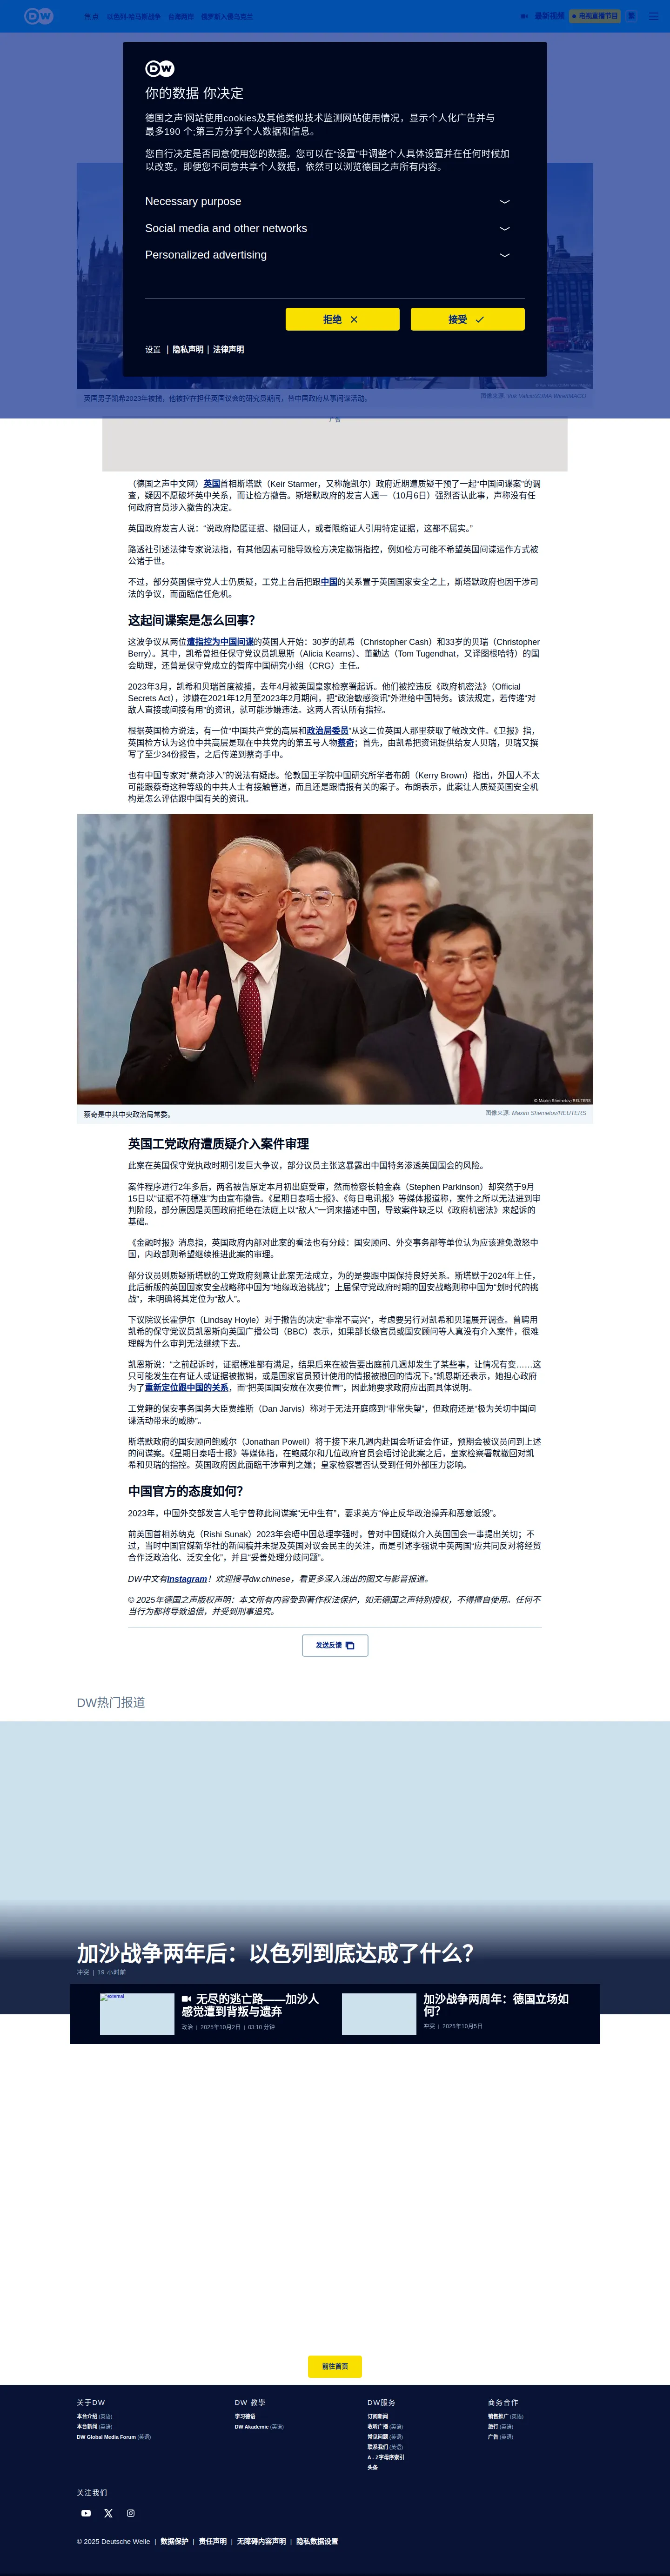 DW
以色列-哈马斯战争
台海两岸
俄罗斯入侵乌克兰
最新视频
电视直播节目
DW
你的数据 你决定
德国之声'网站使用cookies及其他类似技术监测网站使用情况，显示个人化广告并与
最多190 个;第三方分享个人数据和信息。
您自行决定是否同意使用您的数据。您可以在“设置”中调整个人具体设置并在任何时候加
以改变。即便您不同意共享个人数据，依然可以浏览德国之声所有内容。
Necessary purpose
Social media and other networks
Personalized advertising
拒绝
接受
设置 | 隐私声明 | 法律声明
英国男子凯希2023年被捕，他被控在担任英国议会的研究员期间，替中国政府从事间谍活动。
广告
（德国之声中文网）英国首相斯塔默（Keir Starmer，又称施凯尔）政府近期遭质疑干预了一起“中国间谍案”的调
查，疑因不愿破坏英中关系，而让检方撤告。斯塔默政府的发言人週一（10月6日）强烈否认此事，声称没有任
何政府官员涉入撤告的决定。
英国政府发言人说：“说政府隐匿证据、撤回证人，或者限缩证人引用特定证据，这都不属实。”
路透社引述法律专家说法指，有其他因素可能导致检方决定撤销指控，例如检方可能不希望英国间谍运作方式被
公诸于世。
不过，部分英国保守党人士仍质疑，工党上台后把跟中国的关系置于英国国家安全之上，斯塔默政府也因干涉司
法的争议，而面臨信任危机。
这起间谍案是怎么回事？
这波争议从两位遭指控为中国间谍的英国人开始：30岁的凯希（Christopher Cash）和33岁的贝瑞（Christopher
Berry）。其中，凯希曾担任保守党议员凯恩斯（Alicia Kearns）、董勤达（Tom Tugendhat，又译图根哈特）的国
会助理，还曾是保守党成立的智库中国研究小组（CRG）主任。
2023年3月，凯希和贝瑞首度被捕，去年4月被英国皇家检察署起诉。他们被控违反《政府机密法》（Official
Secrets Act），涉嫌在2021年12月至2023年2月期间，把“政治敏感资讯”外泄给中国特务。该法规定，若传递“对
敌人直接或间接有用”的资讯，就可能涉嫌违法。这两人否认所有指控。
根据英国检方说法，有一位“中国共产党的高层和政治局委员”从这二位英国人那里获取了敏改文件。《卫报》指，
英国检方认为这位中共高层是现在中共党内的第五号人物蔡奇；首先，由凯希把资讯提供给友人贝瑞，贝瑞又撰
写了至少34份报告，之后传递到蔡奇手中。
也有中国专家对“蔡奇涉入”的说法有疑虑。伦敦国王学院中国研究所学者布朗（Kerry Brown）指出，外国人不太
可能跟蔡奇这种等级的中共人士有接触管道，而且还是跟情报有关的案子。布朗表示，此案让人质疑英国安全机
构是怎么评估跟中国有关的资讯。
© Maxim Shemetov/REUTERS
蔡奇是中共中央政治局常委。
图像来源: Maxim Shemetov/REUTERS
英国工党政府遭质疑介入案件审理
此案在英国保守党执政时期引发巨大争议，部分议员主张这暴露出中国特务渗透英国国会的风险。
案件程序进行2年多后，两名被告原定本月初出庭受审，然而检察长帕金森（Stephen Parkinson）却突然于9月
15日以“证据不符標准”为由宣布撤告。《星期日泰唔士报》、《每日电讯报》等媒体报道称，案件之所以无法进到审
判阶段，部分原因是英国政府拒绝在法庭上以“敌人”一词来描述中国，导致案件缺乏以《政府机密法》来起诉的
基础。
《金融时报》消息指，英国政府内部对此案的看法也有分歧：国安顾问、外交事务部等单位认为应该避免激怒中
国，内政部则希望继续推进此案的审理。
部分议员则质疑斯塔默的工党政府刻意让此案无法成立，为的是要跟中国保持良好关系。斯塔默于2024年上任，
此后新版的英国国家安全战略称中国为“地缘政治挑战”；上届保守党政府时期的国安战略则称中国为“划时代的挑
战”，未明确将其定位为“敌人”。
下议院议长霍伊尔（Lindsay Hoyle）对于撤告的决定“非常不高兴”，考虑要另行对凯希和贝瑞展开调查。曾聘用
凯希的保守党议员凯恩斯向英国广播公司（BBC）表示，如果部长级官员或国安顾问等人真没有介入案件，很难
理解为什么审判无法继续下去。
凯恩斯说：“之前起诉时，证据標准都有满足，结果后来在被告要出庭前几週却发生了某些事，让情况有变……这
只可能发生在有证人或证据被撤销，或是国家官员预计使用的情报被撤回的情况下。”凯恩斯还表示，她担心政府
为了重新定位跟中国的关系，而“把英国国安放在次要位置”，因此她要求政府应出面具体说明。
工党籍的保安事务国务大臣贾维斯（Dan Jarvis）称对于无法开庭感到“非常失望”，但政府还是“极为关切中国间
谍活动带来的威胁”。
斯塔默政府的国安顾问鲍威尔（Jonathan Powell）将于接下来几週内赴国会听证会作证，预期会被议员问到上述
的间谍案。《星期日泰唔士报》等媒体指，在鲍威尔和几位政府官员会晤讨论此案之后，皇家检察署就撤回对凯
希和贝瑞的指控。英国政府因此面臨干涉审判之嫌；皇家检察署否认受到任何外部压力影响。
中国官方的态度如何？
2023年，中国外交部发言人毛宁曾称此间谍案“无中生有”，要求英方“停止反华政治操弄和恶意诋毁”。
前英国首相苏纳克（Rishi Sunak）2023年会晤中国总理李强时，曾对中国疑似介入英国国会一事提出关切；不
过，当时中国官媒新华社的新闻稿并未提及英国对议会民主的关注，而是引述李强说中英两国“应共同反对将经贸
合作泛政治化、泛安全化”，并且“妥善处理分歧问题”。
DW中文有Instagram！欢迎搜寻dw.chinese，看更多深入浅出的图文与影音报道。
© 2025年德国之声版权声明：本文所有内容受到著作权法保护，如无德国之声特别授权，不得擅自使用。任何不
当行为都将导致追偿，并受到刑事追究。
发送反馈
DW热门报道
加沙战争两年后：以色列到底达成了什么？
冲突 | 19 小时前
external
无尽的逃亡路——加沙人
感觉遭到背叛与遗弃
政治 | 2025年10月2日 | 03:10 分钟
加沙战争两周年：德国立场如
何？
冲突 | 2025年10月5日
前往首页
关于DW
本台介绍 (英语)
本台新闻 (英语)
DW Global Media Forum (英语)
DW 教學
学习德语
DW Akademie (英语)
DW服务
订阅新闻
收听广播 (英语)
常见问题 (英语)
联系我们 (英语)
A - Z字母序索引
头条
商务合作
销售推广 (英语)
旅行 (英语)
广告 (英语)
关注我们
© 2025 Deutsche Welle | 数据保护 | 责任声明 | 无障碍内容声明 | 隐私数据设置